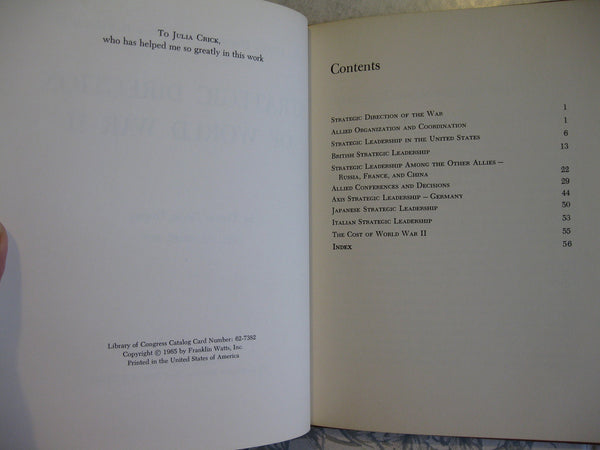 To Julia Crick,
who has helped me so greatly in this work
Library of Congress Catalog Card Number: 62-7382
Copyright © 1965 by Franklin Watts, Inc.
Printed in the United States of America
Contents
Strategic Direction of the War 1
Allied Organization and Coordination 1
Strategic Leadership in the United States 6
British Strategic Leadership 13
Strategic Leadership Among the Other Allies –
Russia, France, and China 22
Allied Conferences and Decisions 29
Axis Strategic Leadership – Germany 44
Japanese Strategic Leadership 50
Italian Strategic Leadership 53
The Cost of World War II 55
Index 56